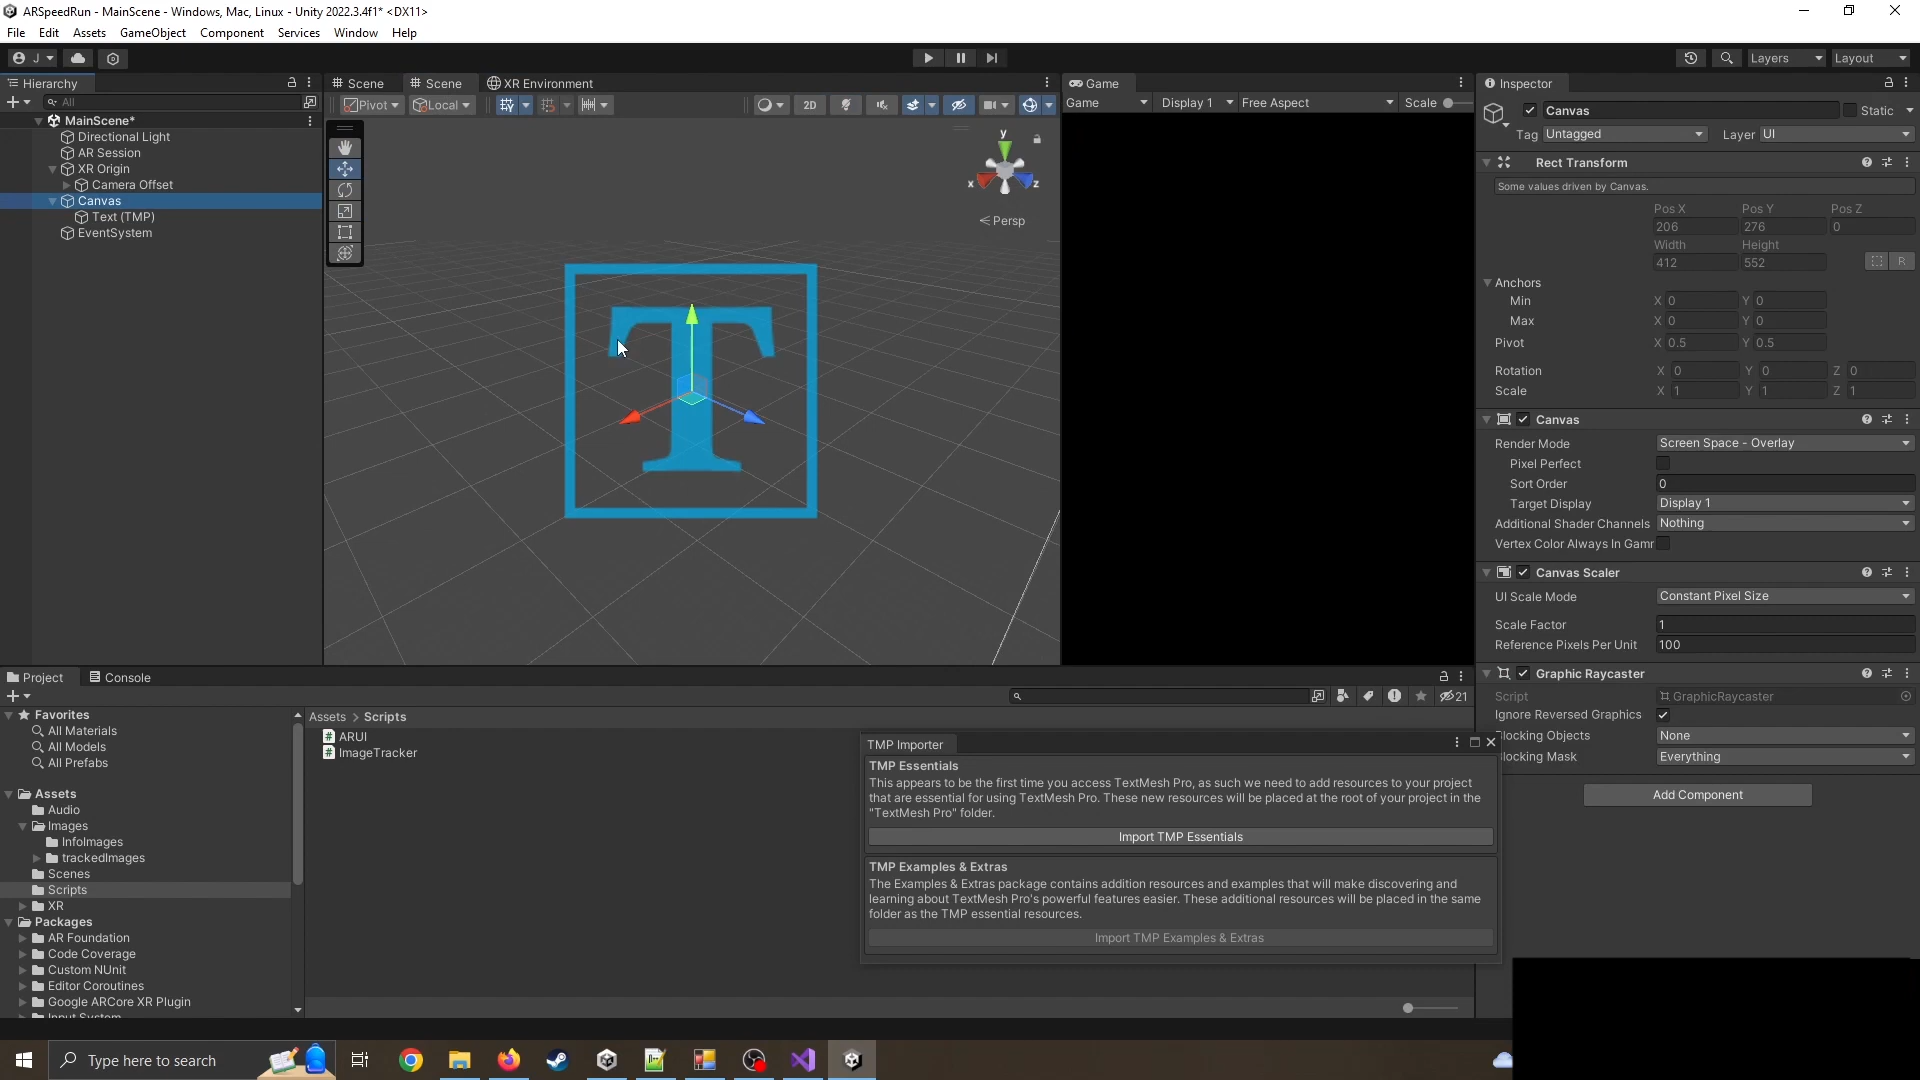 ARSpeedRun - MainScene - Windows, Mac, Linux - Unity 2022.3.4f1* <DX11>
File Edit Assets GameObject Component Services Window Help
J Layers Layout
Hierarchy
All
MainScene*
Directional Light
AR Session
XR Origin
Camera Offset
Canvas
Text (TMP)
EventSystem
Scene Scene XR Environment
Pivot Local 2D
y
x z
Persp
T
Game
Game Display 1 Free Aspect Scale
Inspector
Canvas Static
Tag Untagged Layer UI
Rect Transform
Some values driven by Canvas.
Pos X Pos Y Pos Z
206 276 0
Width Height
412 552 R
Anchors
Min X 0 Y 0
Max X 0 Y 0
Pivot X 0.5 Y 0.5
Rotation X 0 Y 0 Z 0
Scale X 1 Y 1 Z 1
Canvas
Render Mode Screen Space - Overlay
Pixel Perfect
Sort Order 0
Target Display Display 1
Additional Shader Channels Nothing
Vertex Color Always In Gamr
Canvas Scaler
UI Scale Mode Constant Pixel Size
Scale Factor 1
Reference Pixels Per Unit 100
Graphic Raycaster
Script GraphicRaycaster
Ignore Reversed Graphics
locking Objects None
locking Mask Everything
Add Component
Project Console
21
Favorites
All Materials
All Models
All Prefabs
Assets
Audio
Images
InfoImages
trackedImages
Scenes
Scripts
XR
Packages
AR Foundation
Code Coverage
Custom NUnit
Editor Coroutines
Google ARCore XR Plugin
Input System
Assets > Scripts
ARUI
ImageTracker
TMP Importer
TMP Essentials
This appears to be the first time you access TextMesh Pro, as such we need to add resources to your project
that are essential for using TextMesh Pro. These new resources will be placed at the root of your project in the
"TextMesh Pro" folder.
Import TMP Essentials
TMP Examples & Extras
The Examples & Extras package contains addition resources and examples that will make discovering and
learning about TextMesh Pro's powerful features easier. These additional resources will be placed in the same
folder as the TMP essential resources.
Import TMP Examples & Extras
Type here to search